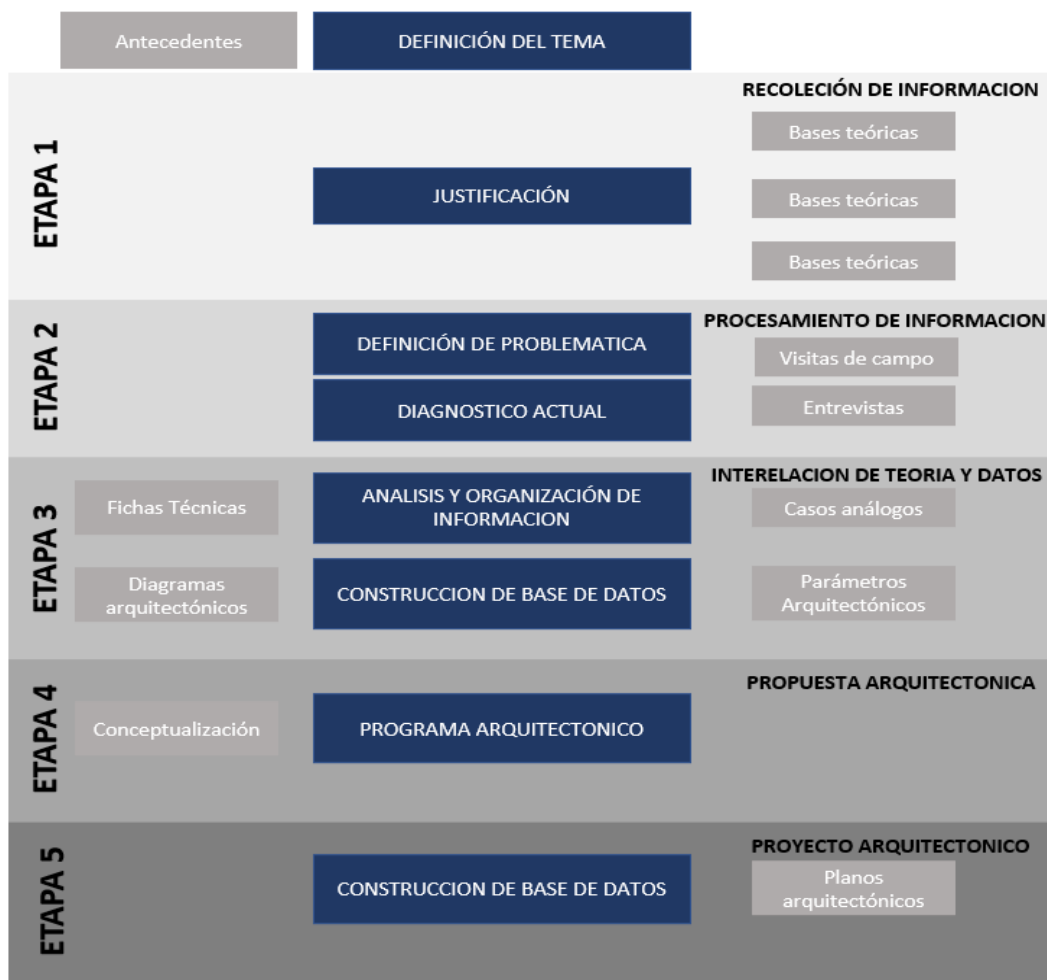 Antecedentes
DEFINICIÓN DEL TEMA
ETAPA 1
RECOLECIÓN DE INFORMACION
Bases teóricas
JUSTIFICACIÓN
Bases teóricas
Bases teóricas
ETAPA 2
PROCESAMIENTO DE INFORMACION
DEFINICIÓN DE PROBLEMATICA
Visitas de campo
DIAGNOSTICO ACTUAL
Entrevistas
ETAPA 3
INTERELACION DE TEORÍA Y DATOS
Fichas Técnicas
ANALISIS Y ORGANIZACIÓN DE
INFORMACION
Casos análogos
Diagramas
arquitectónicos
CONSTRUCCION DE BASE DE DATOS
Parámetros
Arquitectónicos
ETAPA 4
PROPUESTA ARQUITECTONICA
Conceptualización
PROGRAMA ARQUITECTONICO
ETAPA 5
PROYECTO ARQUITECTONICO
CONSTRUCCION DE BASE DE DATOS
Planos
arquitectónicos